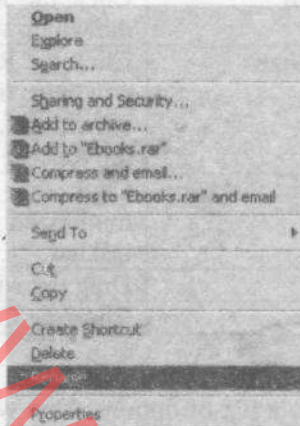 Open
Explore
Search...
Sharing and Security...
Add to archive...
Add to "Ebooks.rar"
Compress and email...
Compress to "Ebooks.rar" and email
Send To
Cut
Copy
Create Shortcut
Delete
Properties